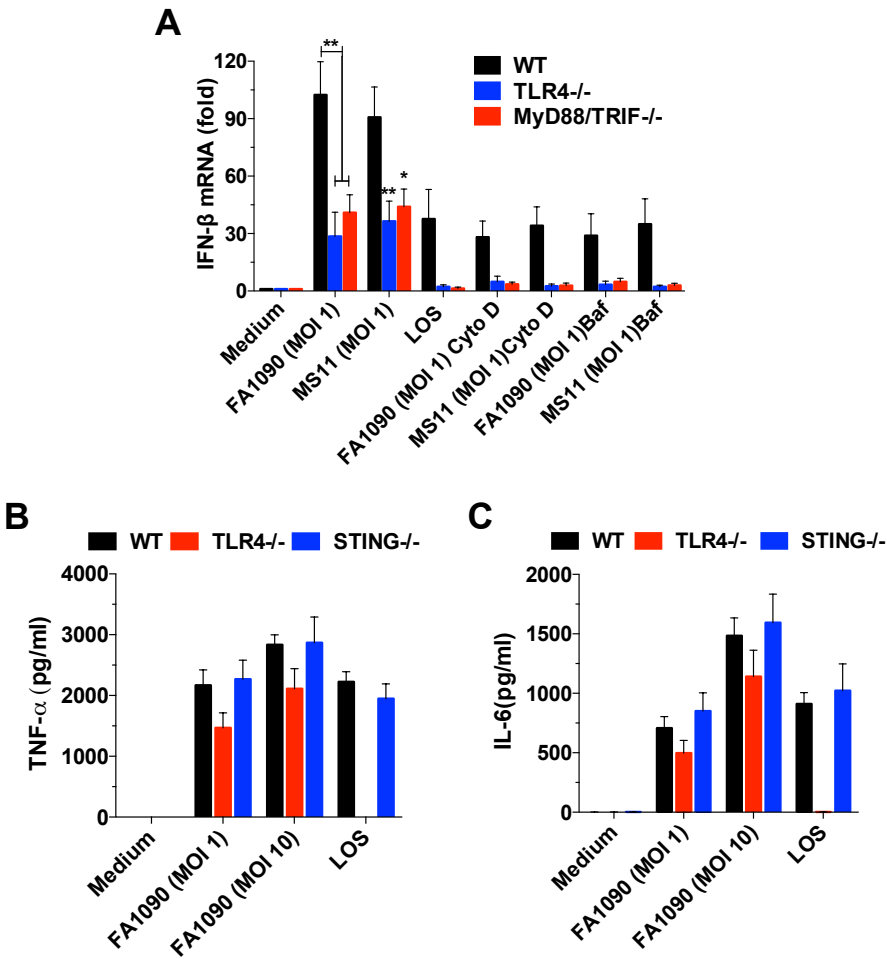 A
IFN-β mRNA (fold)
120
90
60
30
0
**
**
*
WT
TLR4-/-
MyD88/TRIF-/-
Medium
FA1090 (MOI 1)
MS11 (MOI 1)
LOS
FA1090 (MOI 1) Cyto D
MS11 (MOI 1)Cyto D
FA1090 (MOI 1)Baf
MS11 (MOI 1)Baf
B
WT TLR4-/- STING-/-
TNF-α (pg/ml)
4000
3000
2000
1000
0
Medium
FA1090 (MOI 1)
FA1090 (MOI 10)
LOS
C
WT TLR4-/- STING-/-
IL-6(pg/ml)
2000
1500
1000
500
0
Medium
FA1090 (MOI 1)
FA1090 (MOI 10)
LOS